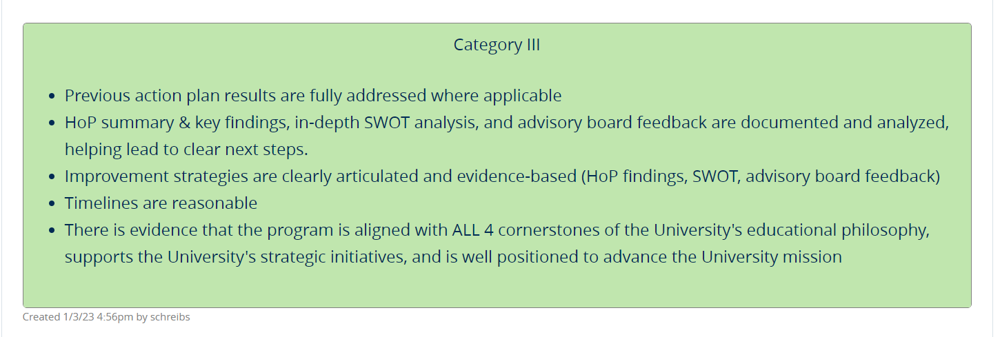 Category III
• Previous action plan results are fully addressed where applicable
• HoP summary & key findings, in-depth SWOT analysis, and advisory board feedback are documented and analyzed,
helping lead to clear next steps.
• Improvement strategies are clearly articulated and evidence-based (HoP findings, SWOT, advisory board feedback)
• Timelines are reasonable
• There is evidence that the program is aligned with ALL 4 cornerstones of the University's educational philosophy,
supports the University's strategic initiatives, and is well positioned to advance the University mission
Created 1/3/23 4:56pm by schreibs